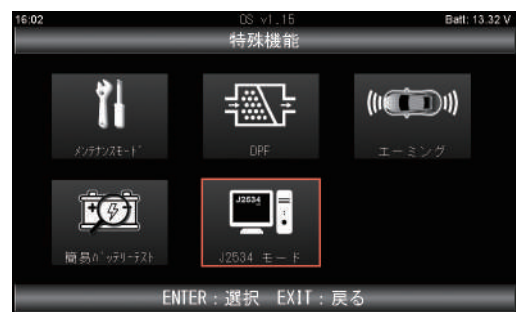 16:02 OS v1.15 Batt: 13.32 V
特殊機能
ﾒﾝﾃﾅﾝｽﾓｰﾄﾞ DPF エーミング
J2534
簡易ﾊﾞｯﾃﾘｰﾃｽﾄ J2534 モード
ENTER : 選択 EXIT : 戻る